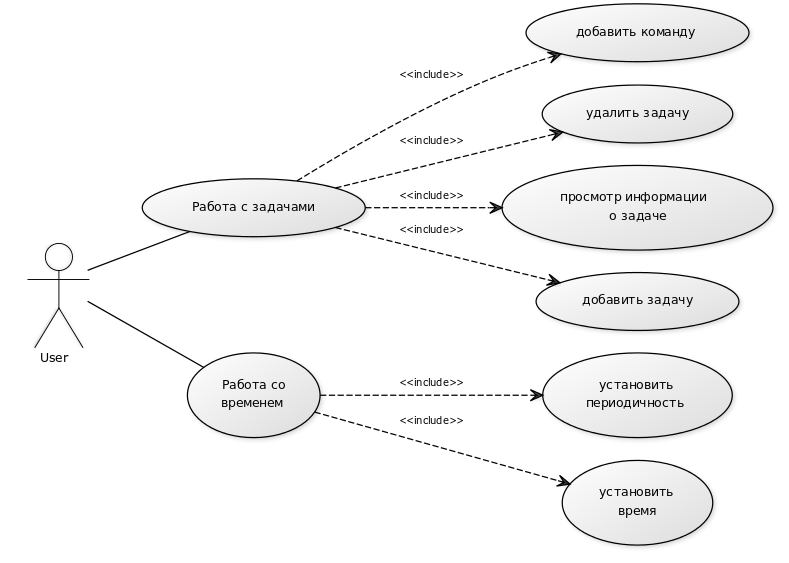 добавить команду
<<include>>
удалить задачу
<<include>>
<<include>>
просмотр информации
о задаче
Работа с задачами
<<include>>
добавить задачу
User
Работа со
временем
<<include>>
установить
периодичность
<<include>>
установить
время